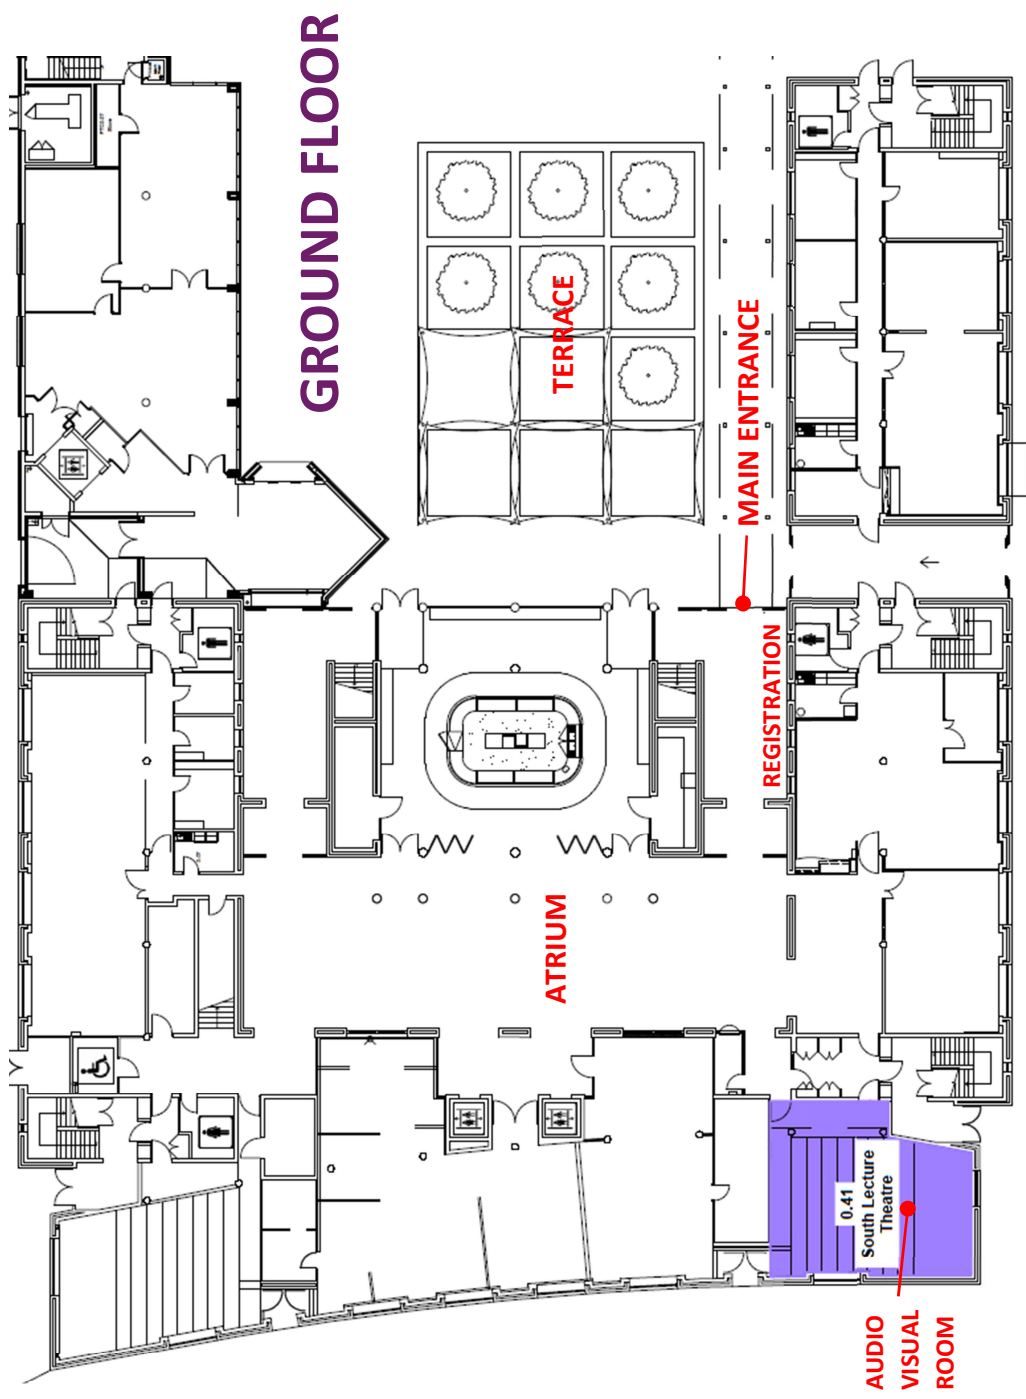 GROUND FLOOR
TERRACE
MAIN ENTRANCE
REGISTRATION
ATRIUM
0.41
South Lecture
Theatre
AUDIO
VISUAL
ROOM